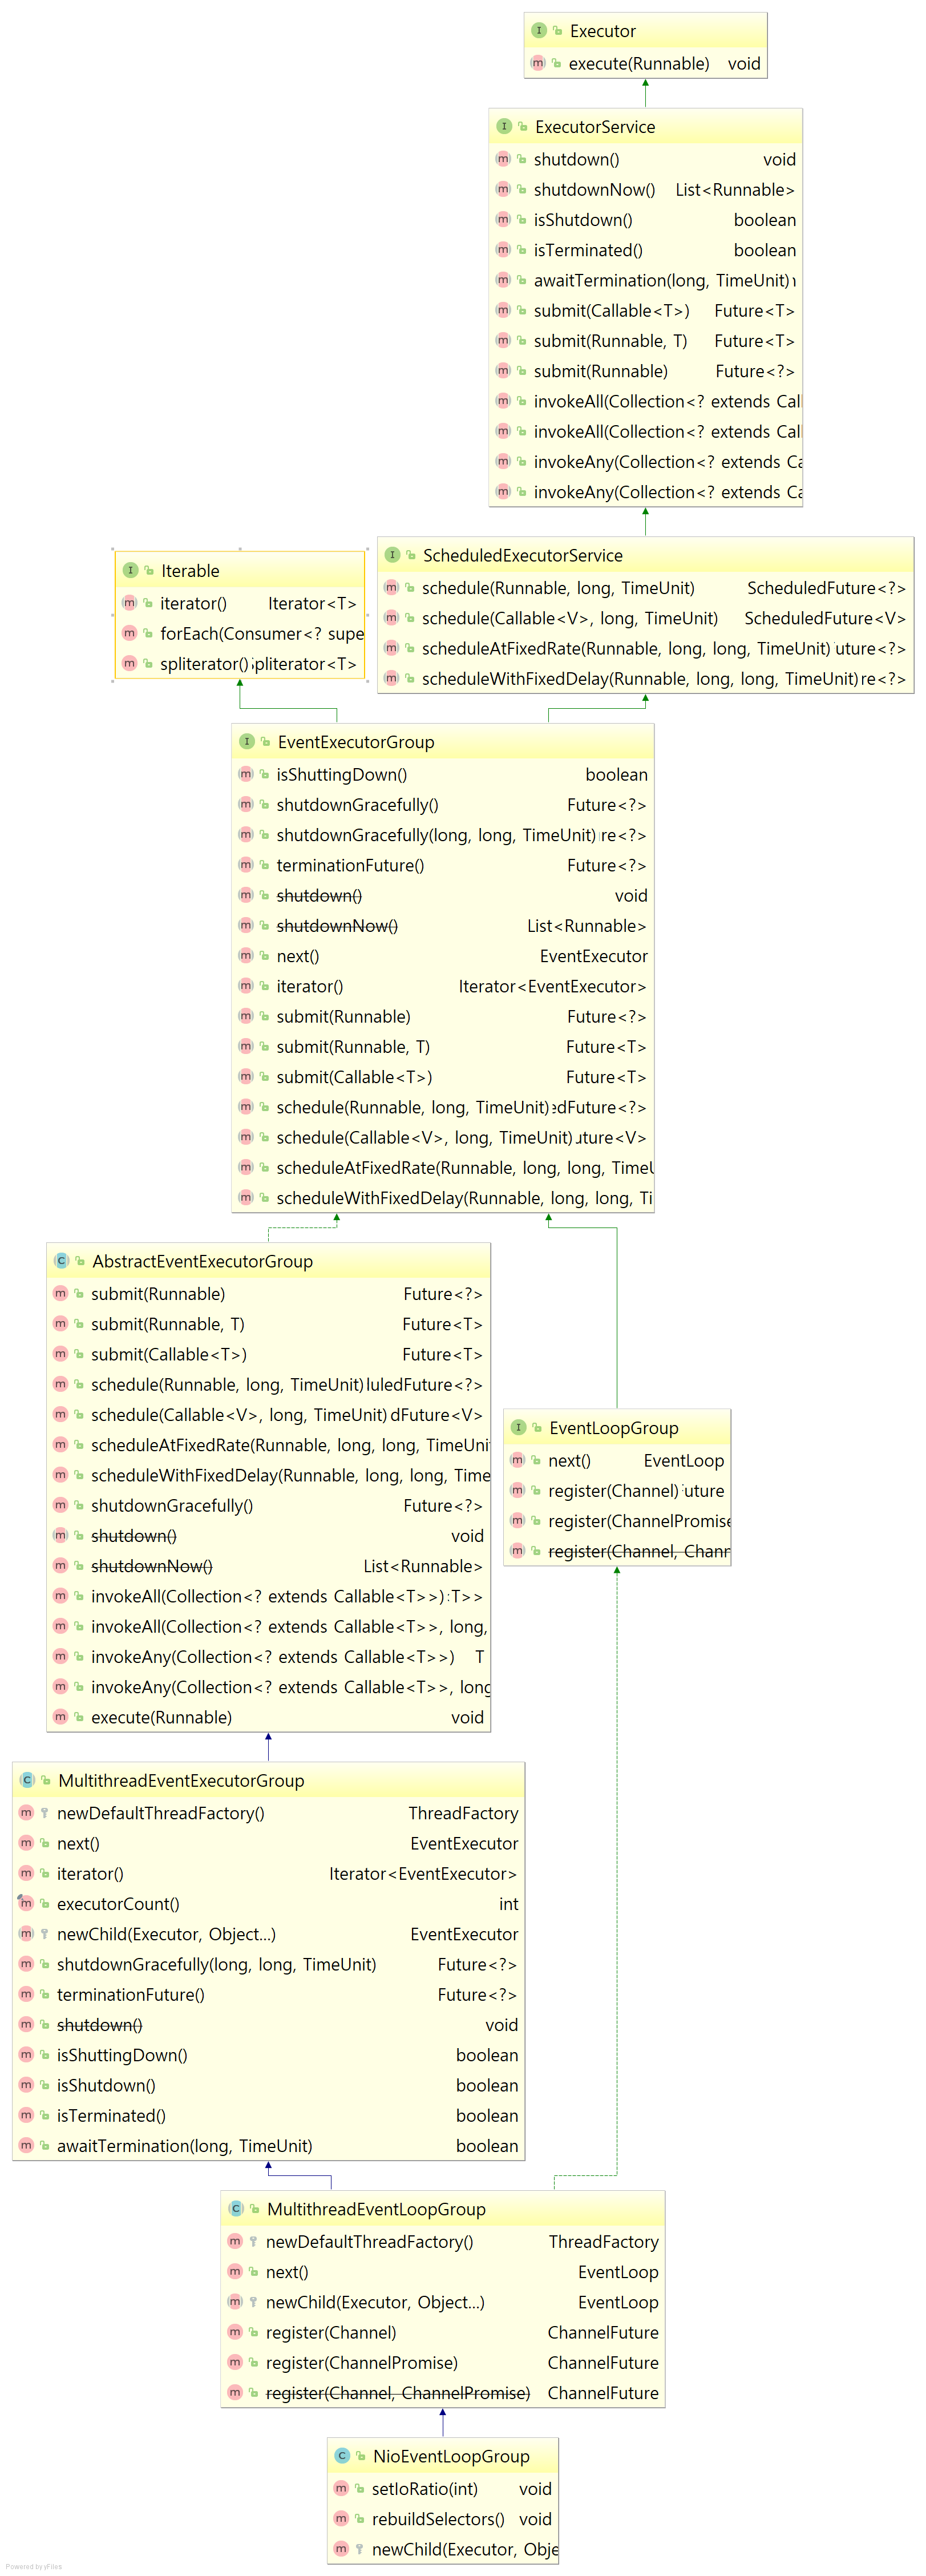 Executor
execute(Runnable) void
ExecutorService
shutdown() void
shutdownNow() List<Runnable>
isShutdown() boolean
isTerminated() boolean
awaitTermination(long, TimeUnit)
submit(Callable<T>) Future<T>
submit(Runnable, T) Future<T>
submit(Runnable) Future<?>
invokeAll(Collection<? extends Cal
invokeAll(Collection<? extends Cal
invokeAny(Collection<? extends Ca
invokeAny(Collection<? extends Ca
Iterable
iterator() Iterator<T>
forEach(Consumer<? supe
spliterator() pliterator<T>
ScheduledExecutorService
schedule(Runnable, long, TimeUnit) ScheduledFuture<?>
schedule(Callable<V>, long, TimeUnit) ScheduledFuture<V>
scheduleAtFixedRate(Runnable, long, long, TimeUnit) uture<?>
scheduleWithFixedDelay(Runnable, long, long, TimeUnit) re<?>
EventExecutorGroup
isShuttingDown() boolean
shutdownGracefully() Future<?>
shutdownGracefully(long, long, TimeUnit) re<?>
terminationFuture() Future<?>
shutdown() void
shutdownNow() List<Runnable>
next() EventExecutor
iterator() Iterator<EventExecutor>
submit(Runnable) Future<?>
submit(Runnable, T) Future<T>
submit(Callable<T>) Future<T>
schedule(Runnable, long, TimeUnit) dFuture<?>
schedule(Callable<V>, long, TimeUnit) ture<V>
scheduleAtFixedRate(Runnable, long, long, TimeU
scheduleWithFixedDelay(Runnable, long, long, Ti
AbstractEventExecutorGroup
submit(Runnable) Future<?>
submit(Runnable, T) Future<T>
submit(Callable<T>) Future<T>
schedule(Runnable, long, TimeUnit) luledFuture<?>
schedule(Callable<V>, long, TimeUnit) dFuture<V>
scheduleAtFixedRate(Runnable, long, long, TimeUni
scheduleWithFixedDelay(Runnable, long, long, Time
shutdownGracefully() Future<?>
shutdown() void
shutdownNow() List<Runnable>
invokeAll(Collection<? extends Callable<T>>) T>>
invokeAll(Collection<? extends Callable<T>>, long,
invokeAny(Collection<? extends Callable<T>>) T
invokeAny(Collection<? extends Callable<T>>, long
execute(Runnable) void
EventLoopGroup
next() EventLoop
register(Channel) uture
register(ChannelPromise
register(Channel, Chann
MultithreadEventExecutorGroup
newDefaultThreadFactory() ThreadFactory
next() EventExecutor
iterator() Iterator<EventExecutor>
executorCount() int
newChild(Executor, Object...) EventExecutor
shutdownGracefully(long, long, TimeUnit) Future<?>
terminationFuture() Future<?>
shutdown() void
isShuttingDown() boolean
isShutdown() boolean
isTerminated() boolean
awaitTermination(long, TimeUnit) boolean
MultithreadEventLoopGroup
newDefaultThreadFactory() ThreadFactory
next() EventLoop
newChild(Executor, Object...) EventLoop
register(Channel) ChannelFuture
register(ChannelPromise) ChannelFuture
register(Channel, ChannelPromise) ChannelFuture
NioEventLoopGroup
setIoRatio(int) void
rebuildSelectors() void
newChild(Executor, Obje
Powered by yFiles